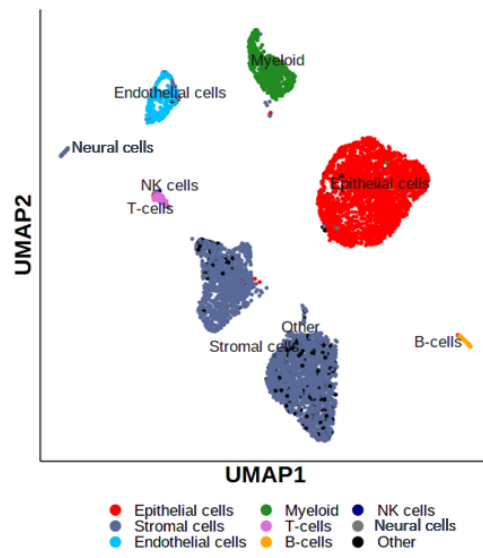 Myeloid
Endothelial cells
Neural cells
NK cells
Epithelial cells
T-cells
Other
Stromal cells
B-cells
UMAP2
UMAP1
Epithelial cells Myeloid NK cells
Stromal cells T-cells Neural cells
Endothelial cells B-cells Other